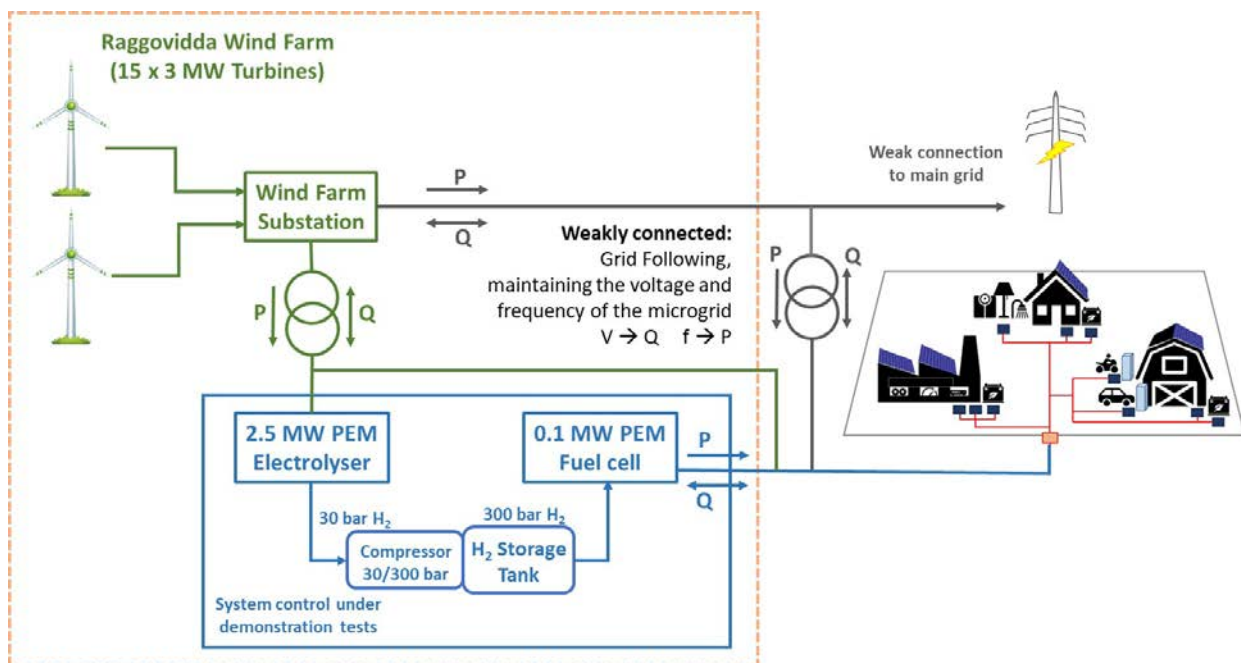 Raggovidda Wind Farm
(15 x 3 MW Turbines)
Wind Farm
Substation
P
Q
Weak connection
to main grid
Weakly connected:
Grid Following,
maintaining the voltage and
frequency of the microgrid
V → Q f → P
P
Q
P
Q
2.5 MW PEM
Electrolyser
0.1 MW PEM
Fuel cell
P
Q
30 bar H₂
300 bar H₂
Compressor
30/300 bar
H₂ Storage
Tank
System control under
demonstration tests